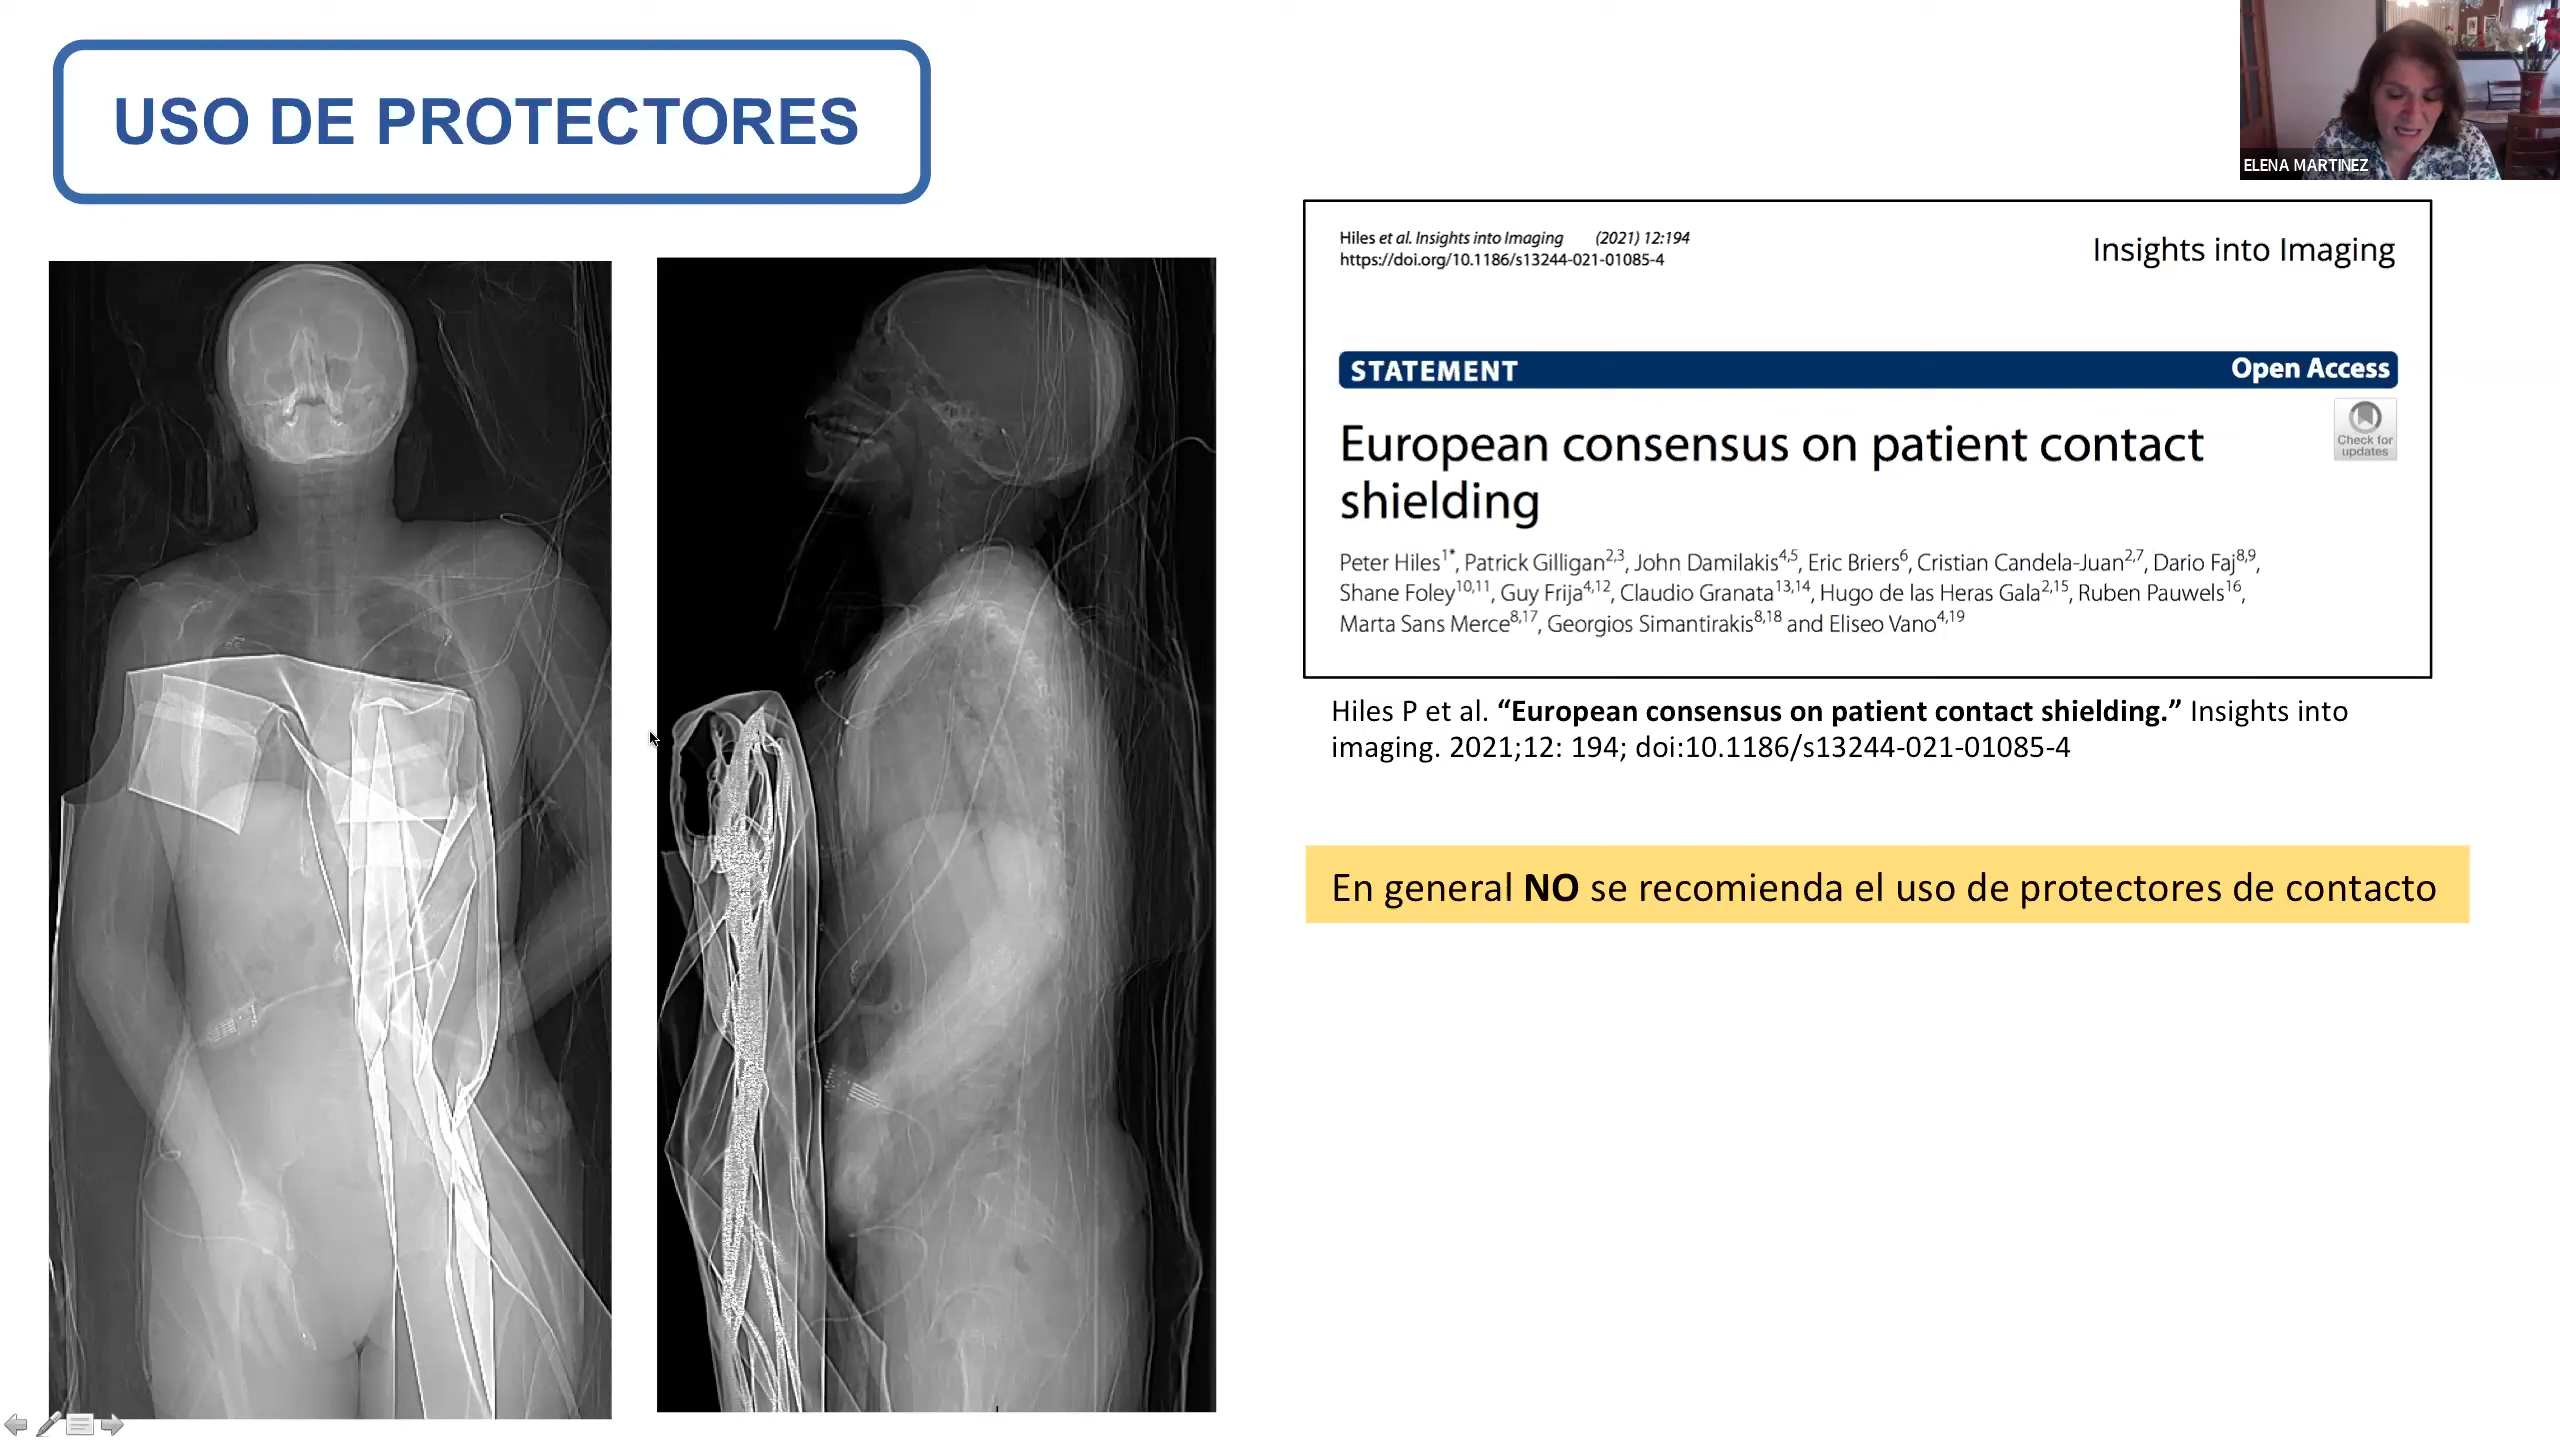 USO DE PROTECTORES
ELENA MARTINEZ
Hiles et al. Insights into Imaging (2021) 12:194
https://doi.org/10.1186/s13244-021-01085-4
Insights into Imaging
STATEMENT
Open Access
Check for
updates
European consensus on patient contact
shielding
Peter Hiles1*, Patrick Gilligan2,3, John Damilakis4,5, Eric Briers6, Cristian Candela-Juan2,7, Dario Faj8,9,
Shane Foley10,11, Guy Frija4,12, Claudio Granata13,14, Hugo de las Heras Gala2,15, Ruben Pauwels16,
Marta Sans Merce8,17, Georgios Simantirakis8,18 and Eliseo Vano4,19
Hiles P et al. “European consensus on patient contact shielding.” Insights into
imaging. 2021;12: 194; doi:10.1186/s13244-021-01085-4
En general NO se recomienda el uso de protectores de contacto